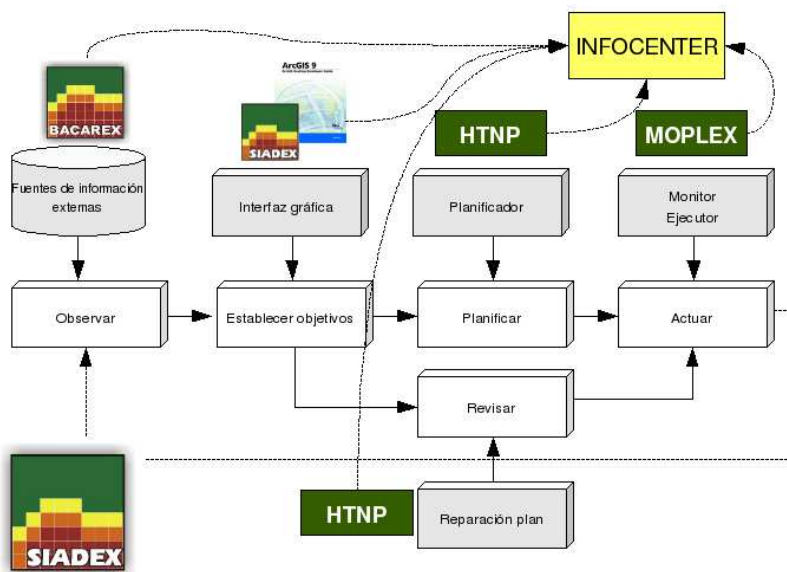 INFOCENTER
ArcGIS 9
BACAREX
SIADEX
HTNP
MOPLEX
Fuentes de información
externas
Interfaz gráfica
Planificador
Monitor
Ejecutor
Observar
Establecer objetivos
Planificar
Actuar
Revisar
HTNP
Reparación plan
SIADEX